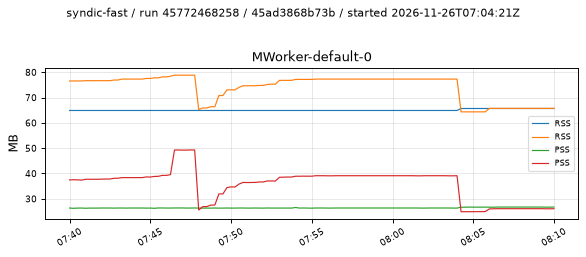 syndic-fast / run 45772468258 / 45ad3868b73b / started 2026-11-26T07:04:21Z
MWorker-default-0
MB
80
70
60
50
40
30
RSS
RSS
PSS
PSS
07:40
07:45
07:50
07:55
08:00
08:05
08:10